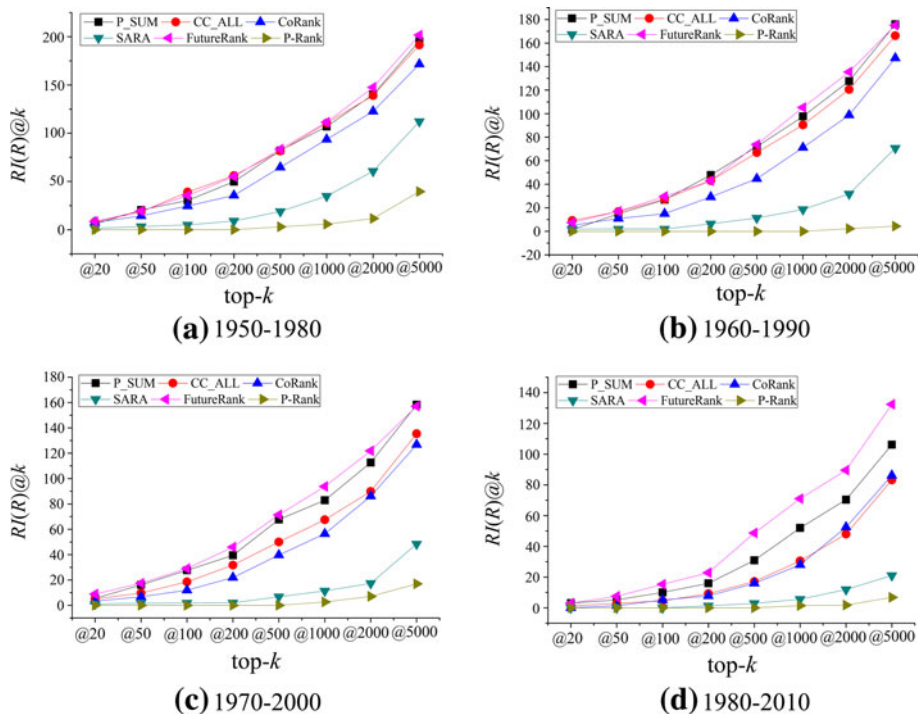 P_SUM CC_ALL CoRank
SARA FutureRank P-Rank
200
150
100
50
0
RI(R)@k
@20 @50 @100 @200 @500 @1000 @2000 @5000
top-k
(a) 1950-1980
P_SUM CC_ALL CoRank
SARA FutureRank P-Rank
180
160
140
120
100
80
60
40
20
0
-20
RI(R)@k
@20 @50 @100 @200 @500 @1000 @2000 @5000
top-k
(b) 1960-1990
P_SUM CC_ALL CoRank
SARA FutureRank P-Rank
180
160
140
120
100
80
60
40
20
0
RI(R)@k
@20 @50 @100 @200 @500 @1000 @2000 @5000
top-k
(c) 1970-2000
P_SUM CC_ALL CoRank
SARA FutureRank P-Rank
140
120
100
80
60
40
20
0
RI(R)@k
@20 @50 @100 @200 @500 @1000 @2000 @5000
top-k
(d) 1980-2010